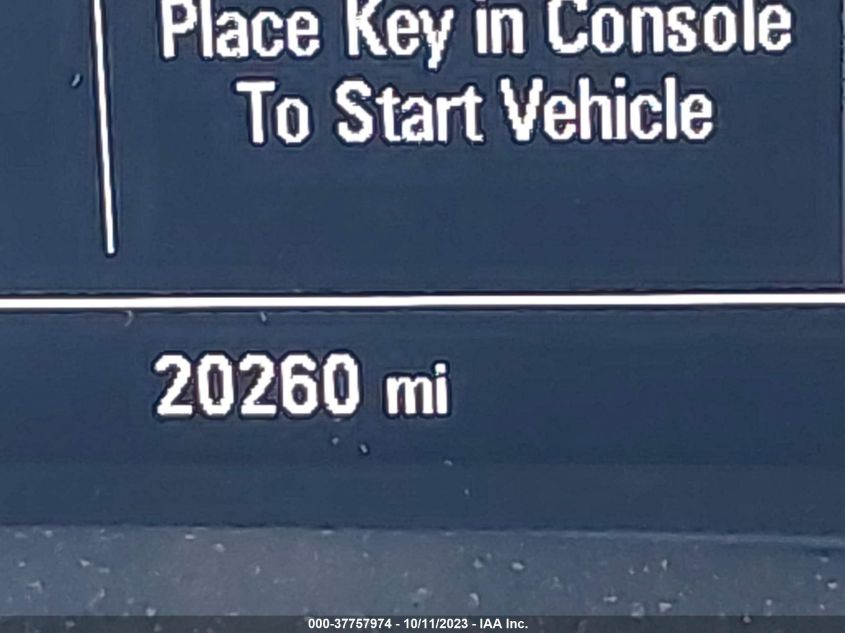 Place Key in Console
To Start Vehicle
20260 mi
000-37757974 - 10/11/2023 - IAA Inc.